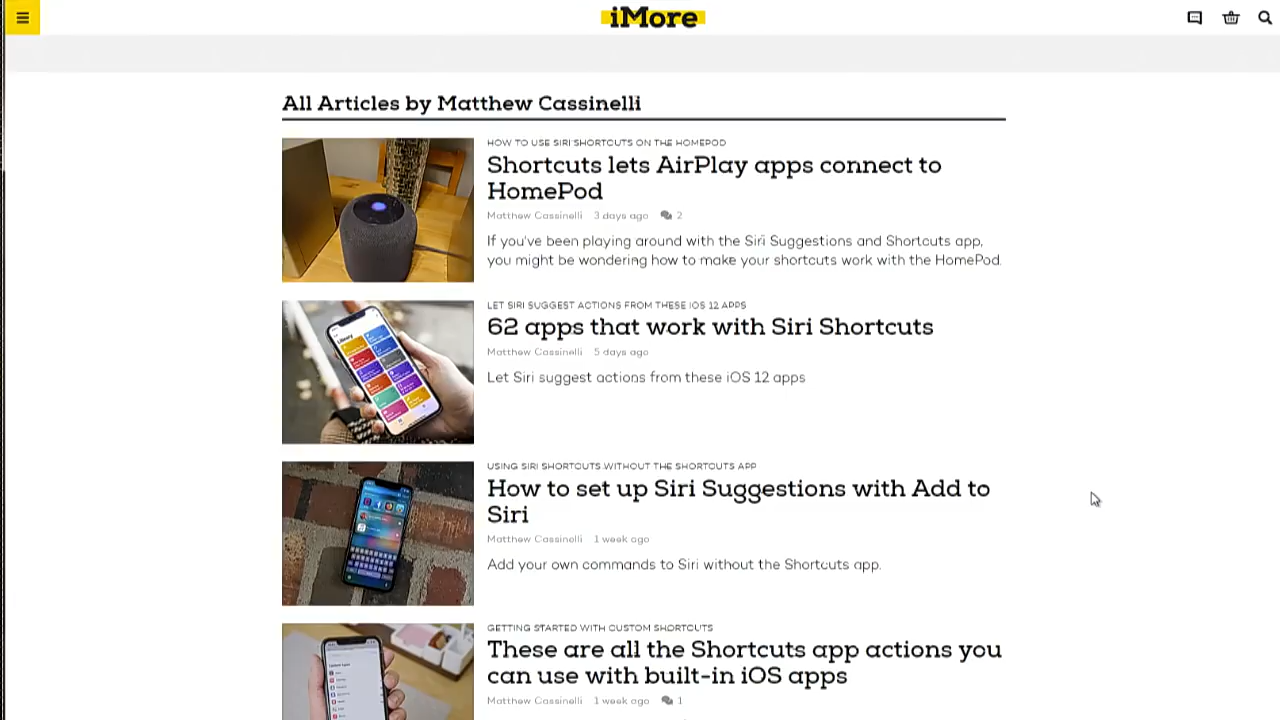 iMore
All Articles by Matthew Cassinelli
HOW TO USE SIRI SHORTCUTS ON THE HOMEPOD
Shortcuts lets AirPlay apps connect to
HomePod
Matthew Cassinelli 3 days ago 2
If you've been playing around with the Siri Suggestions and Shortcuts app,
you might be wondering how to make your shortcuts work with the HomePod.
LET SIRI SUGGEST ACTIONS FROM THESE IOS 12 APPS
62 apps that work with Siri Shortcuts
Matthew Cassinelli 5 days ago
Let Siri suggest actions from these iOS 12 apps
USING SIRI SHORTCUTS WITHOUT THE SHORTCUTS APP
How to set up Siri Suggestions with Add to
Siri
Matthew Cassinelli 1 week ago
Add your own commands to Siri without the Shortcuts app.
GETTING STARTED WITH CUSTOM SHORTCUTS
These are all the Shortcuts app actions you
can use with built-in iOS apps
Matthew Cassinelli 1 week ago 1